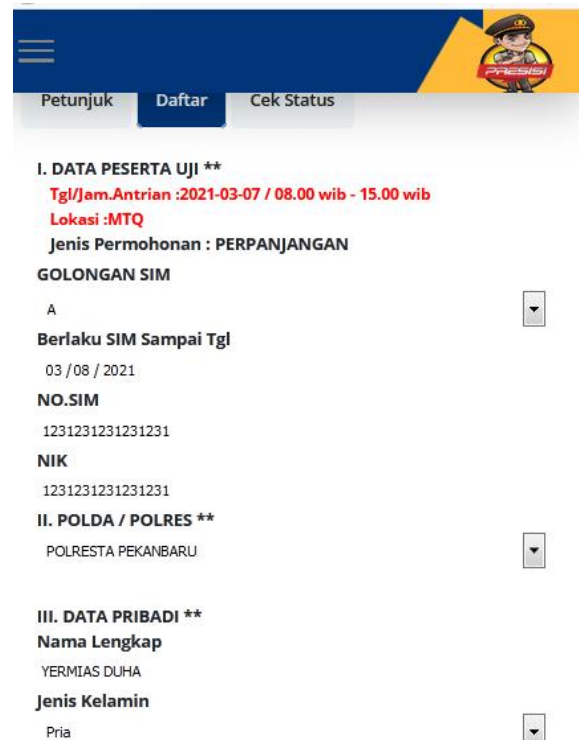 PRESISI
Petunjuk Daftar Cek Status
I. DATA PESERTA UJI **
Tgl/Jam.Antrian :2021-03-07 / 08.00 wib - 15.00 wib
Lokasi :MTQ
Jenis Permohonan : PERPANJANGAN
GOLONGAN SIM
A
Berlaku SIM Sampai Tgl
03 / 08 / 2021
NO.SIM
1231231231231231
NIK
1231231231231231
II. POLDA / POLRES **
POLRESTA PEKANBARU
III. DATA PRIBADI **
Nama Lengkap
YERMIAS DUHA
Jenis Kelamin
Pria